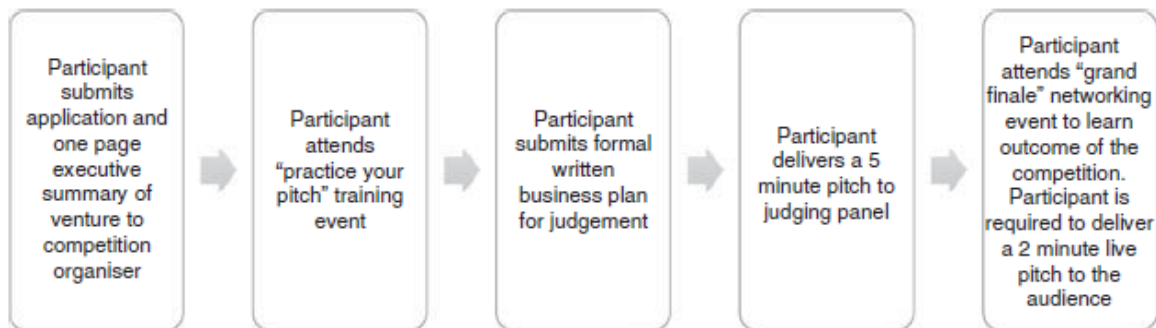 Participant
submits
application and
one page
executive
summary of
venture to
competition
organiser
Participant
attends
“practice your
pitch” training
event
Participant
submits formal
written
business plan
for judgement
Participant
delivers a 5
minute pitch to
judging panel
Participant
attends “grand
finale” networking
event to learn
outcome of the
competition.
Participant is
required to deliver
a 2 minute live
pitch to the
audience